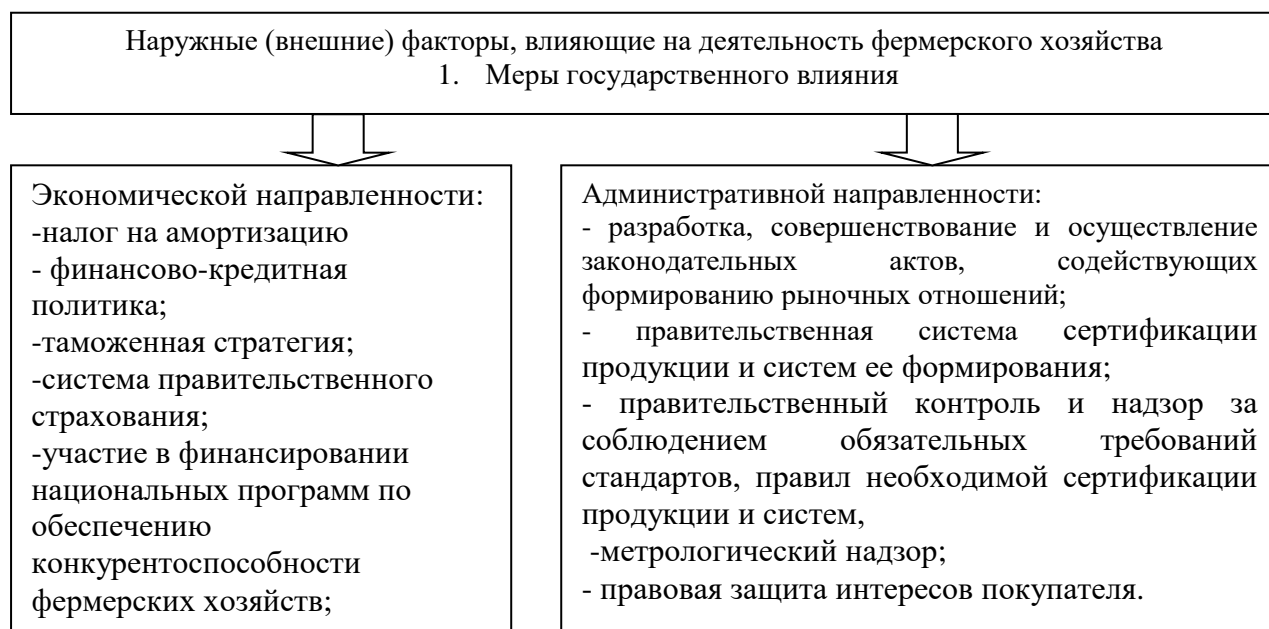 Наружные (внешние) факторы, влияющие на деятельность фермерского хозяйства
1. Меры государственного влияния
Экономической направленности:
-налог на амортизацию
- финансово-кредитная
политика;
-таможенная стратегия;
-система правительственного
страхования;
-участие в финансировании
национальных программ по
обеспечению
конкурентоспособности
фермерских хозяйств;
Административной направленности:
- разработка, совершенствование и осуществление
законодательных актов, содействующих
формированию рыночных отношений;
- правительственная система сертификации
продукции и систем ее формирования;
- правительственный контроль и надзор за
соблюдением обязательных требований
стандартов, правил необходимой сертификации
продукции и систем,
-метрологический надзор;
- правовая защита интересов покупателя.